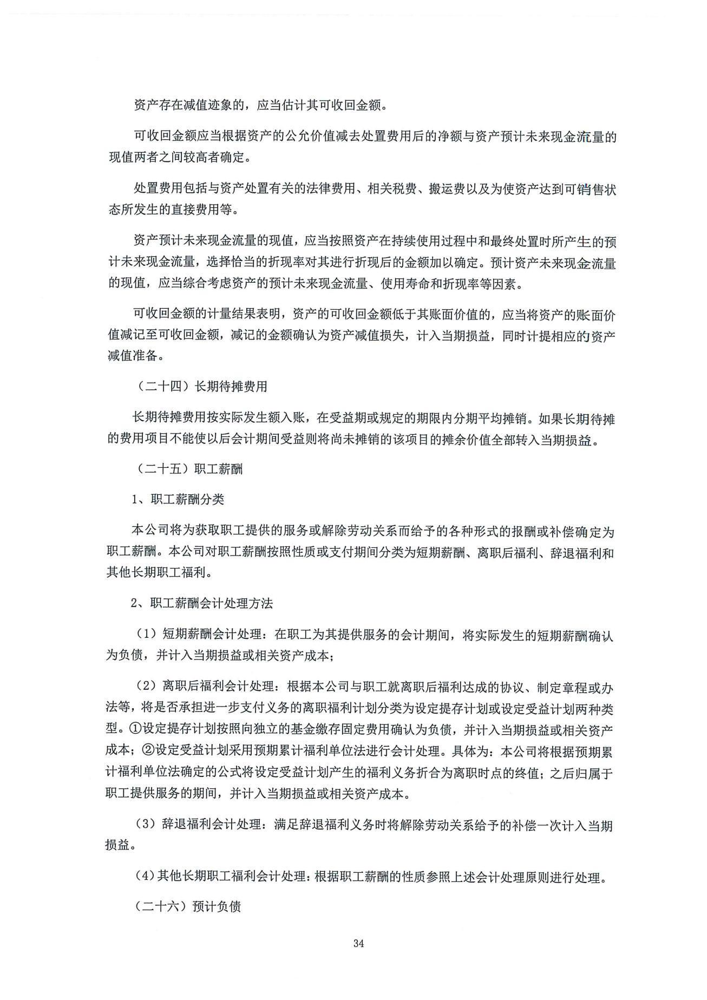 资产存在减值迹象的，应当估计其可收回金额。
可收回金额应当根据资产的公允价值减去处置费用后的净额与资产预计未来现金流量的
现值两者之间较高者确定。
处置费用包括与资产处置有关的法律费用、相关税费、搬运费以及为使资产达到可销售状
态所发生的直接费用等。
资产预计未来现金流量的现值，应当按照资产在持续使用过程中和最终处置时所产生的预
计未来现金流量，选择恰当的折现率对其进行折现后的金额加以确定。预计资产未来现金流量
的现值，应当综合考虑资产的预计未来现金流量、使用寿命和折现率等因素。
可收回金额的计量结果表明，资产的可收回金额低于其账面价值的，应当将资产的账面价
值减记至可收回金额，减记的金额确认为资产减值损失，计入当期损益，同时计提相应的资产
减值准备。
（二十四）长期待摊费用
长期待摊费用按实际发生额入账，在受益期或规定的期限内分期平均摊销。如果长期待摊
的费用项目不能使以后会计期间受益则将尚未摊销的该项目的摊余价值全部转入当期损益。
（二十五）职工薪酬
1、职工薪酬分类
本公司将为获取职工提供的服务或解除劳动关系而给予的各种形式的报酬或补偿确定为
职工薪酬。本公司对职工薪酬按照性质或支付期间分类为短期薪酬、离职后福利、辞退福利和
其他长期职工福利。
2、职工薪酬会计处理方法
（1）短期薪酬会计处理：在职工为其提供服务的会计期间，将实际发生的短期薪酬确认
为负债，并计入当期损益或相关资产成本；
（2）离职后福利会计处理：根据本公司与职工就离职后福利达成的协议、制定章程或办
法等，将是否承担进一步支付义务的离职福利计划分类为设定提存计划或设定受益计划两种类
型。①设定提存计划按照向独立的基金缴存固定费用确认为负债，并计入当期损益或相关资产
成本；②设定受益计划采用预期累计福利单位法进行会计处理。具体为：本公司将根据预期累
计福利单位法确定的公式将设定受益计划产生的福利义务折合为离职时点的终值；之后归属于
职工提供服务的期间，并计入当期损益或相关资产成本。
（3）辞退福利会计处理：满足辞退福利义务时将解除劳动关系给予的补偿一次计入当期
损益。
（4）其他长期职工福利会计处理：根据职工薪酬的性质参照上述会计处理原则进行处理。
（二十六）预计负债
34